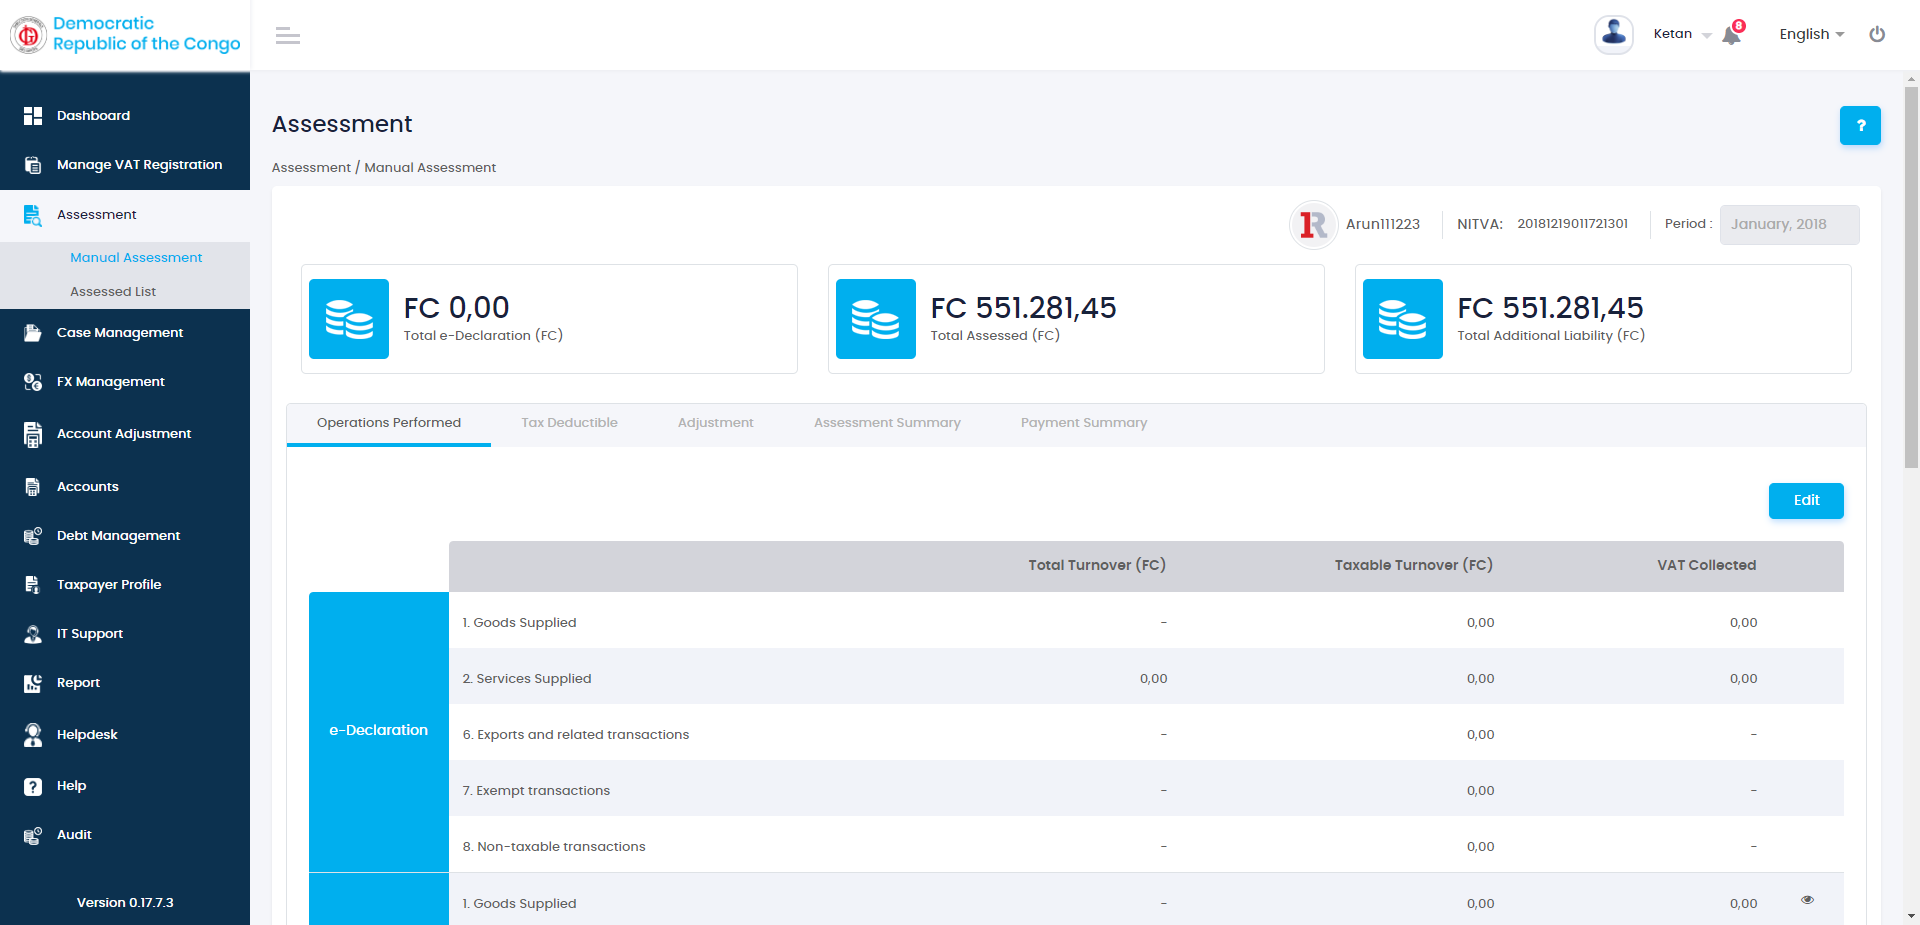 Democratic
Republic of the Congo
Ketan
8
English
Dashboard
Manage VAT Registration
Assessment
Manual Assessment
Assessed List
Case Management
FX Management
Account Adjustment
Accounts
Debt Management
Taxpayer Profile
IT Support
Report
Helpdesk
Help
Audit
Version 0.17.7.3
Assessment
?
Assessment / Manual Assessment
1R Arun111223 NITVA: 20181219011721301 Period : January, 2018
FC 0,00
Total e-Declaration (FC)
FC 551.281,45
Total Assessed (FC)
FC 551.281,45
Total Additional Liability (FC)
Operations Performed Tax Deductible Adjustment Assessment Summary Payment Summary
Edit
Total Turnover (FC) Taxable Turnover (FC) VAT Collected
e-Declaration
1. Goods Supplied - 0,00 0,00
2. Services Supplied 0,00 0,00 0,00
6. Exports and related transactions - 0,00 -
7. Exempt transactions - 0,00 -
8. Non-taxable transactions - 0,00 -
1. Goods Supplied - 0,00 0,00